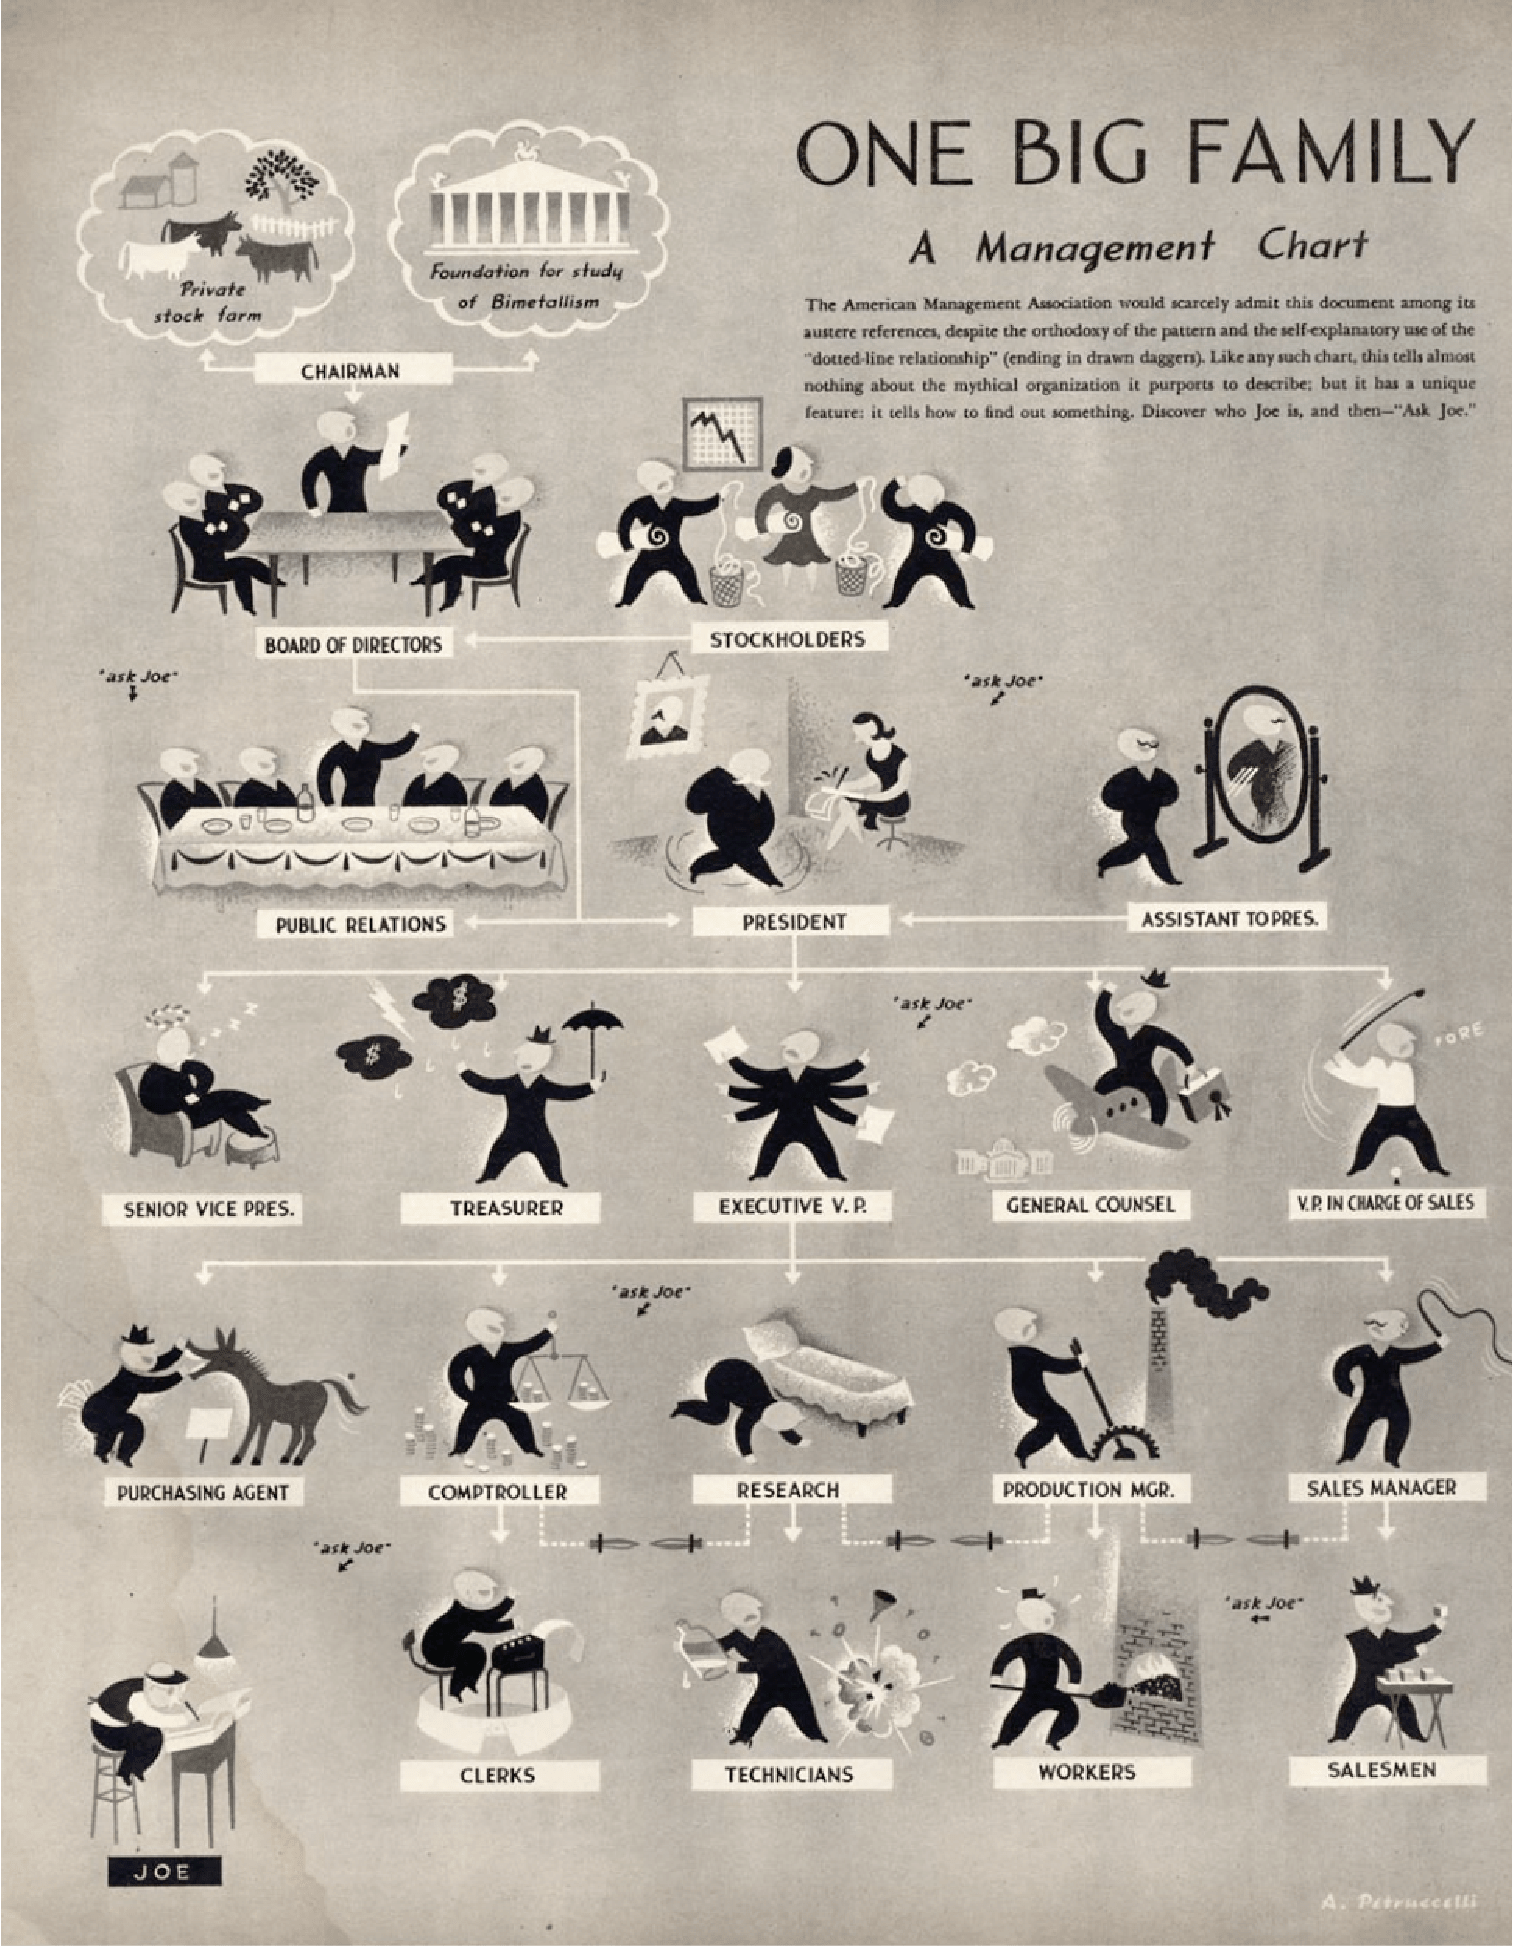 ONE BIG FAMILY
A Management Chart
The American Management Association would scarcely admit this document among its
austere references, despite the orthodoxy of the pattern and the self-explanatory use of the
"dotted-line relationship" (ending in drawn daggers). Like any such chart, this tells almost
nothing about the mythical organization it purports to describe; but it has a unique
feature: it tells how to find out something. Discover who Joe is, and then—"Ask Joe."
Private
stock farm
Foundation for study
of Bimetallism
CHAIRMAN
BOARD OF DIRECTORS
STOCKHOLDERS
"ask Joe"
"ask Joe"
PUBLIC RELATIONS
PRESIDENT
ASSISTANT TO PRES.
z z z z
$
$
"ask Joe"
FORE
SENIOR VICE PRES.
TREASURER
EXECUTIVE V. P.
GENERAL COUNSEL
V.P. IN CHARGE OF SALES
"ask Joe"
PURCHASING AGENT
COMPTROLLER
RESEARCH
PRODUCTION MGR.
SALES MANAGER
"ask Joe"
"ask Joe"
CLERKS
TECHNICIANS
WORKERS
SALESMEN
JOE
A. Petruccelli